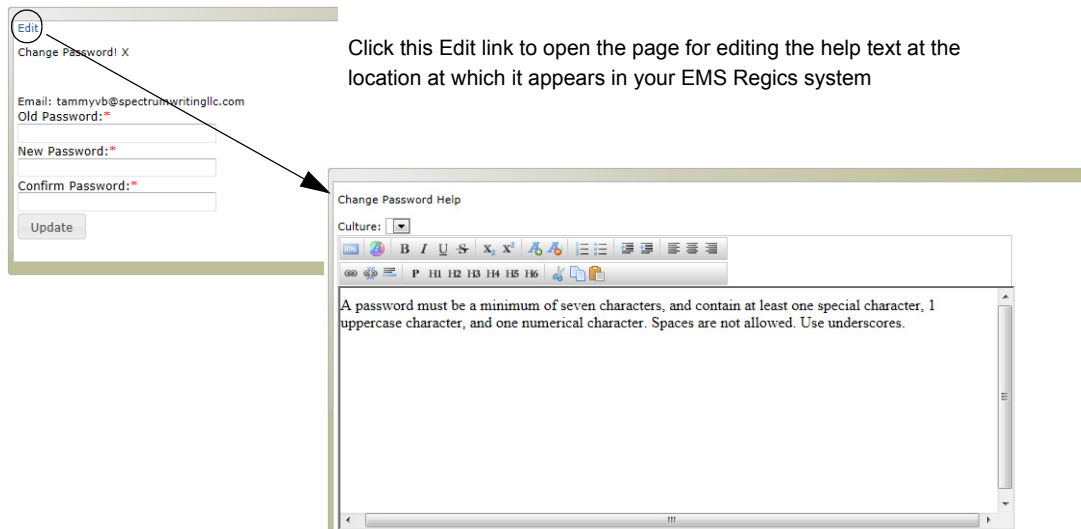 Edit
Change Password! X
Email: tammyvb@spectrumwritingllc.com
Old Password:*
New Password:*
Confirm Password:*
Update
Click this Edit link to open the page for editing the help text at the
location at which it appears in your EMS Regics system
Change Password Help
Culture:
B I U S X₂ X² A A
P H1 H2 H3 H4 H5 H6
A password must be a minimum of seven characters, and contain at least one special character, 1
uppercase character, and one numerical character. Spaces are not allowed. Use underscores.